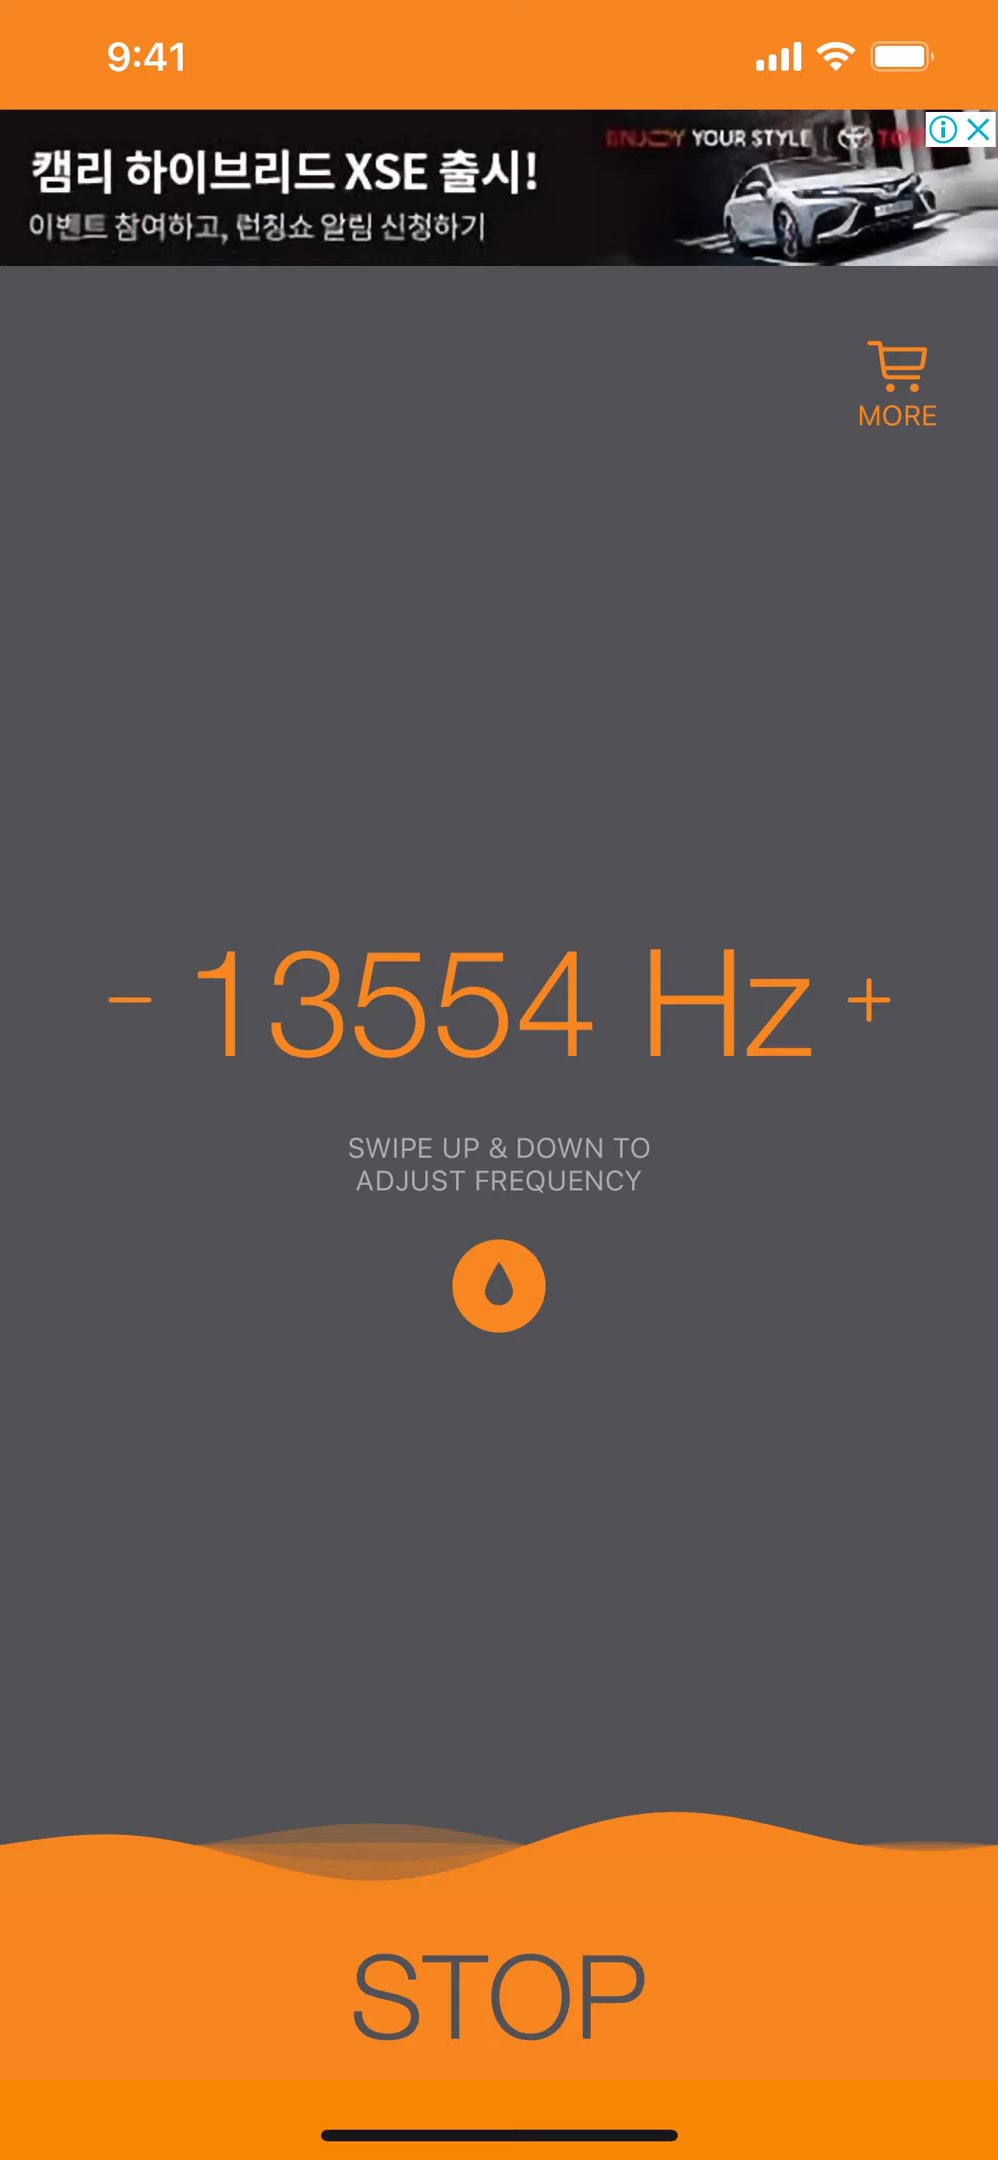 9:41
ENJOY YOUR STYLE
캠리 하이브리드 XSE 출시!
이벤트 참여하고, 런칭쇼 알림 신청하기
MORE
− 13554 Hz +
SWIPE UP & DOWN TO
ADJUST FREQUENCY
STOP